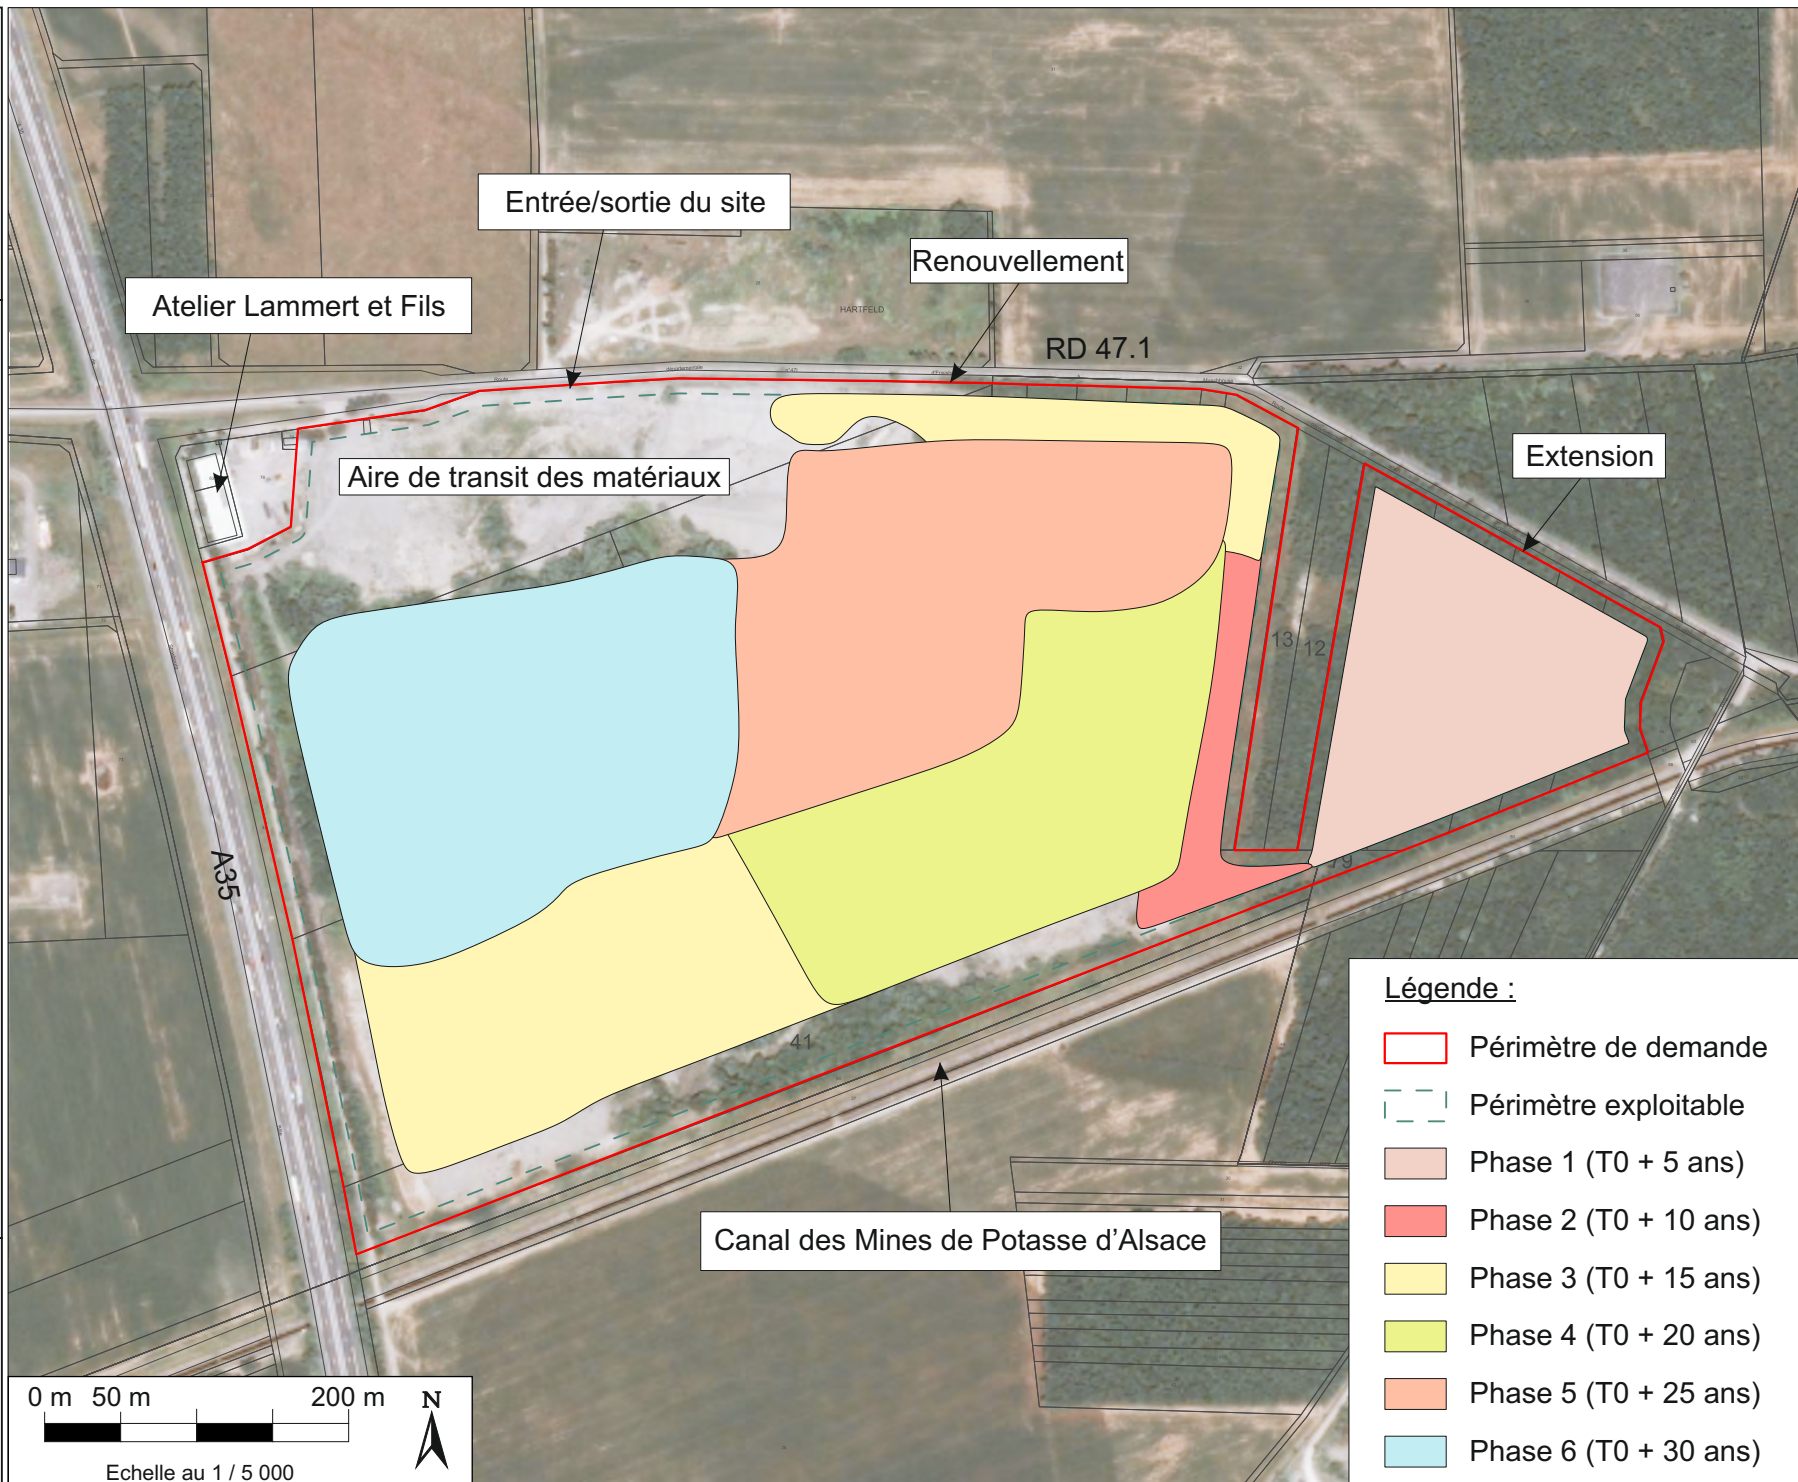 Entrée/sortie du site
Renouvellement
Atelier Lammert et Fils
HARTFELD
RD 47.1
Extension
Aire de transit des matériaux
13
12
79
A35
41
Canal des Mines de Potasse d'Alsace
Légende :
Périmètre de demande
Périmètre exploitable
Phase 1 (T0 + 5 ans)
Phase 2 (T0 + 10 ans)
Phase 3 (T0 + 15 ans)
Phase 4 (T0 + 20 ans)
Phase 5 (T0 + 25 ans)
Phase 6 (T0 + 30 ans)
0 m 50 m 200 m
N
Echelle au 1 / 5 000